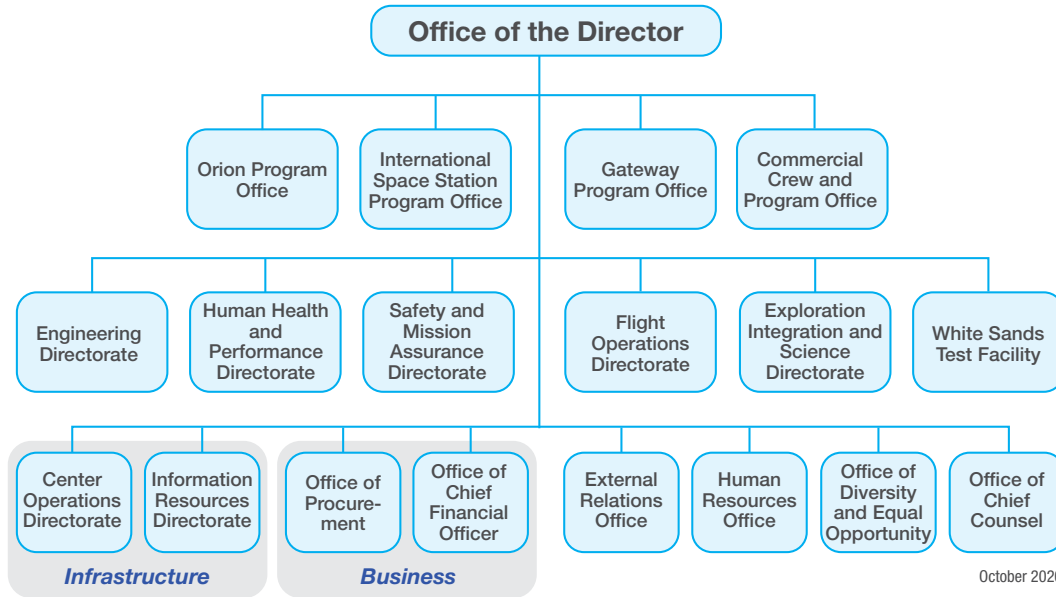 Office of the Director
Orion Program
Office
International
Space Station
Program Office
Gateway
Program Office
Commercial
Crew and
Program Office
Engineering
Directorate
Human Health
and
Performance
Directorate
Safety and
Mission
Assurance
Directorate
Flight
Operations
Directorate
Exploration
Integration and
Science
Directorate
White Sands
Test Facility
Center
Operations
Directorate
Information
Resources
Directorate
Office of
Procure-
ment
Office of
Chief
Financial
Officer
External
Relations
Office
Human
Resources
Office
Office of
Diversity
and Equal
Opportunity
Office of
Chief
Counsel
Infrastructure
Business
October 2020